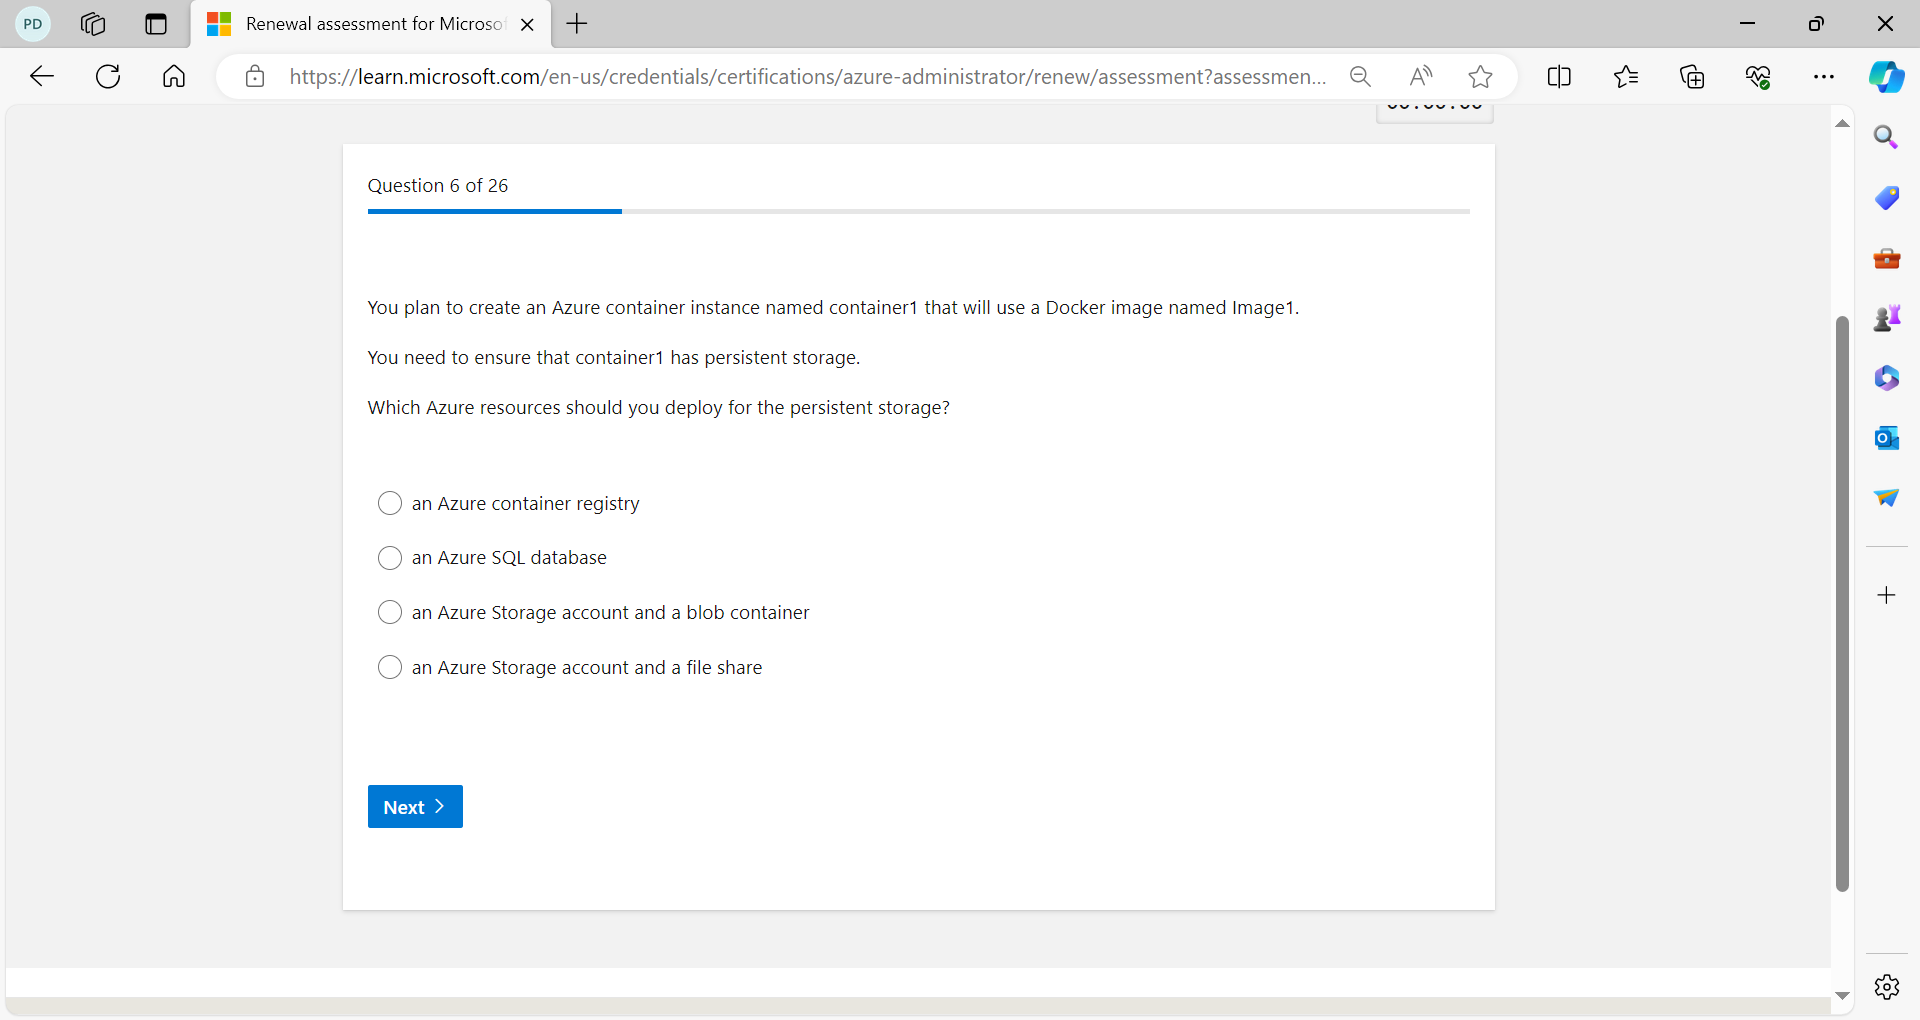 PD
Renewal assessment for Microsof
https://learn.microsoft.com/en-us/credentials/certifications/azure-administrator/renew/assessment?assessmen...
Question 6 of 26
You plan to create an Azure container instance named container1 that will use a Docker image named Image1.
You need to ensure that container1 has persistent storage.
Which Azure resources should you deploy for the persistent storage?
an Azure container registry
an Azure SQL database
an Azure Storage account and a blob container
an Azure Storage account and a file share
Next